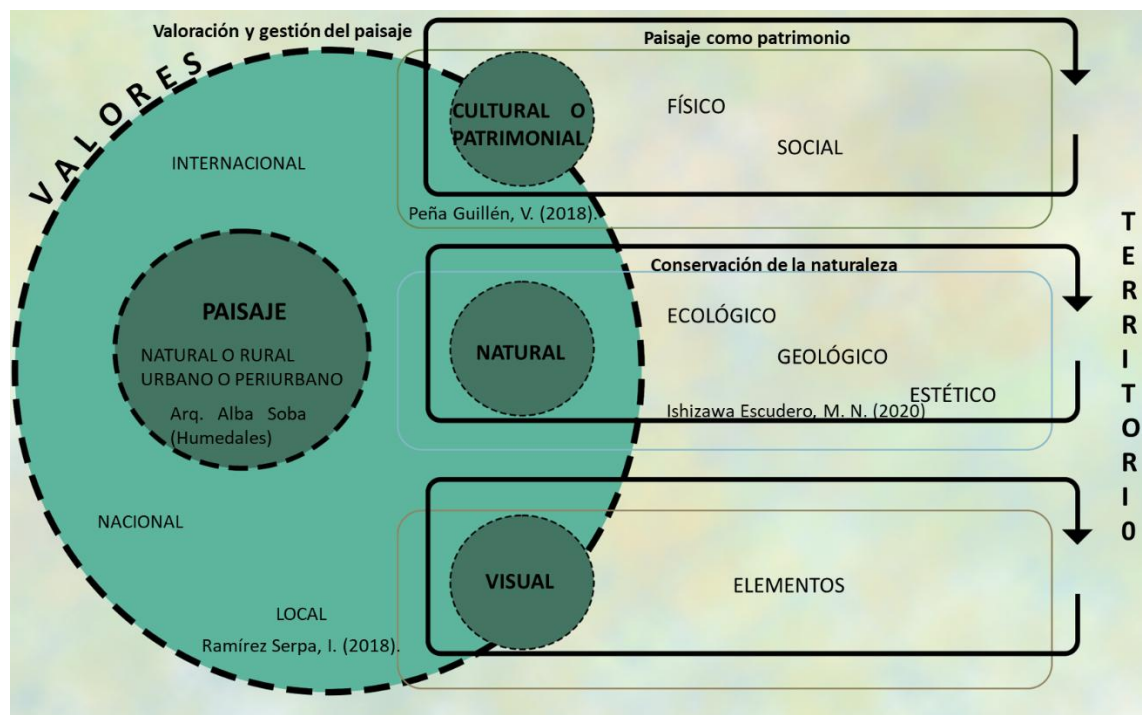 Valoración y gestión del paisaje
VALORES
INTERNACIONAL
PAISAJE
NATURAL O RURAL
URBANO O PERIURBANO
Arq. Alba Soba
(Humedales)
NACIONAL
LOCAL
Ramírez Serpa, I. (2018).
Paisaje como patrimonio
CULTURAL O
PATRIMONIAL
FÍSICO
SOCIAL
Peña Guillén, V. (2018).
Conservación de la naturaleza
NATURAL
ECOLÓGICO
GEOLÓGICO
ESTÉTICO
Ishizawa Escudero, M. N. (2020)
VISUAL
ELEMENTOS
TERRITORI0